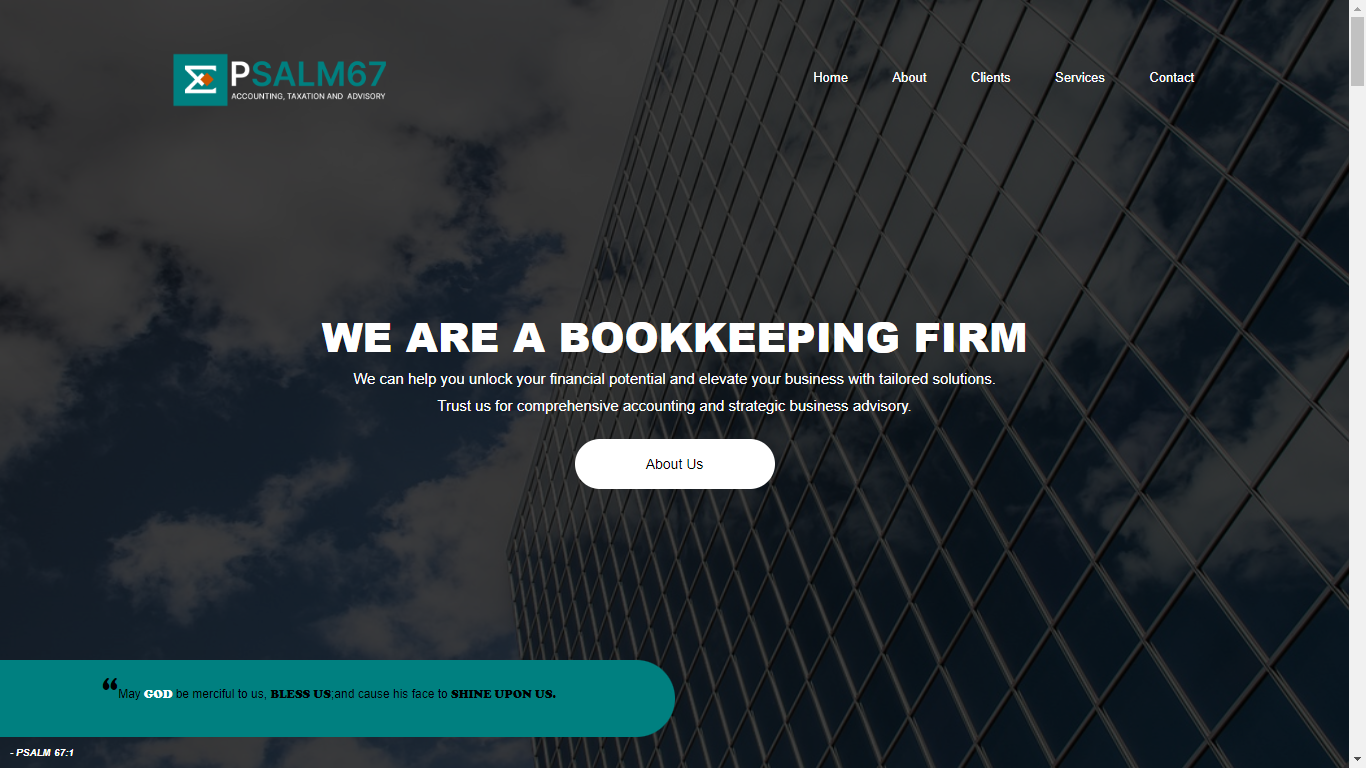 PSALM67
ACCOUNTING, TAXATION AND ADVISORY
Home About Clients Services Contact
WE ARE A BOOKKEEPING FIRM
We can help you unlock your financial potential and elevate your business with tailored solutions.
Trust us for comprehensive accounting and strategic business advisory.
About Us
❝May GOD be merciful to us, BLESS US;and cause his face to SHINE UPON US.
- PSALM 67:1